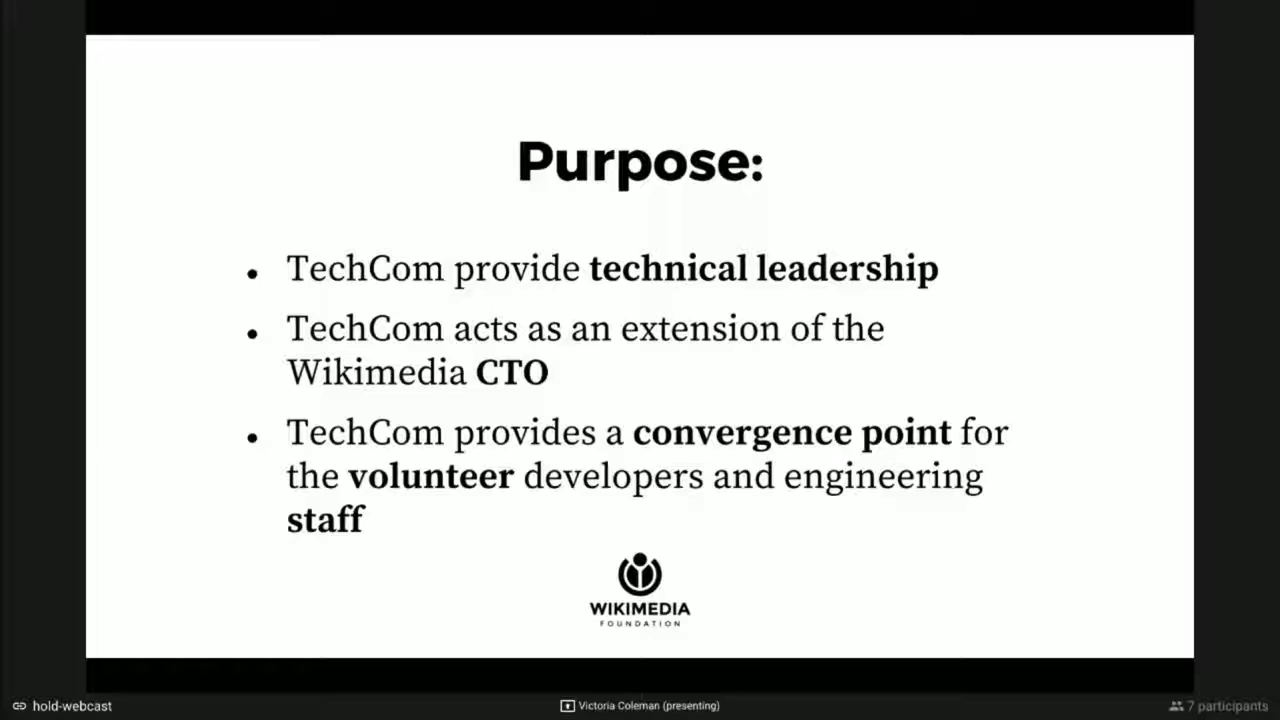 Purpose:
• TechCom provide technical leadership
• TechCom acts as an extension of the
Wikimedia CTO
• TechCom provides a convergence point for
the volunteer developers and engineering
staff
WIKIMEDIA
FOUNDATION
hold-webcast
Victoria Coleman (presenting)
7 participants